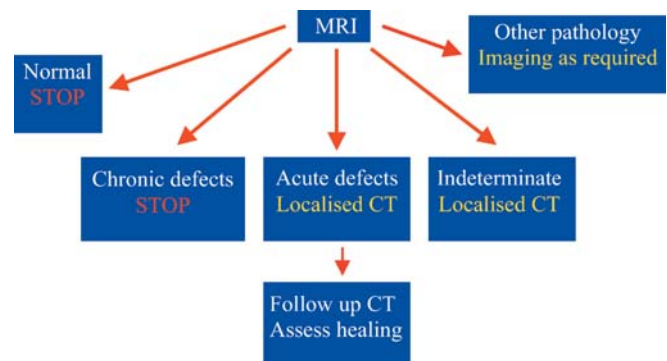 MRI
Other pathology
Imaging as required
Normal
STOP
Chronic defects
STOP
Acute defects
Localised CT
Indeterminate
Localised CT
Follow up CT
Assess healing